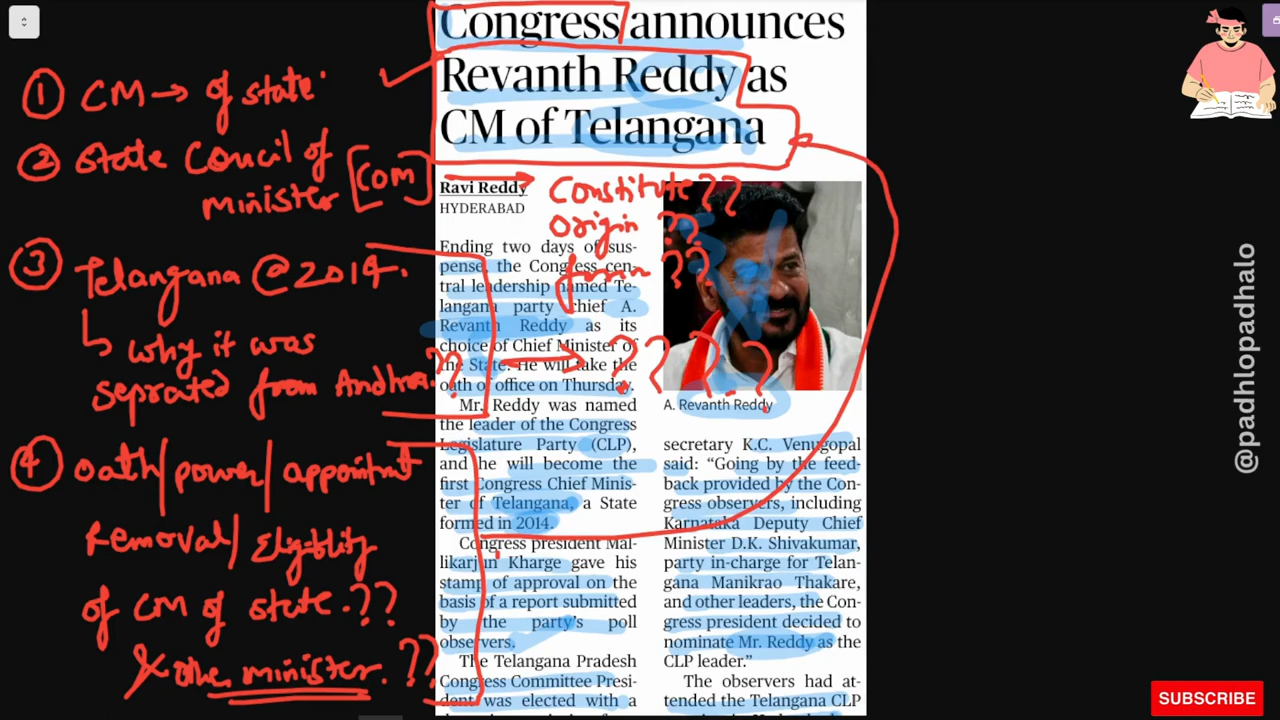 Congress announces
Revanth Reddy as
CM of Telangana
Ravi Reddy
HYDERABAD
Ending two days of sus-
pense, the Congress cen-
tral leadership named Te-
langana party chief A.
Revanth Reddy as its
choice of Chief Minister of
the State. He will take the
oath of office on Thursday.
Mr. Reddy was named
the leader of the Congress
Legislature Party (CLP),
and he will become the
first Congress Chief Minis-
ter of Telangana, a State
formed in 2014.
Congress president Mal-
likarjun Kharge gave his
stamp of approval on the
basis of a report submitted
by the party's poll
observers.
The Telangana Pradesh
Congress Committee Presi-
dent was elected with a
A. Revanth Reddy
secretary K.C. Venugopal
said: “Going by the feed-
back provided by the Con-
gress observers, including
Karnataka Deputy Chief
Minister D.K. Shivakumar,
party in-charge for Telan-
gana Manikrao Thakare,
and other leaders, the Con-
gress president decided to
nominate Mr. Reddy as the
CLP leader.”
The observers had at-
tended the Telangana CLP
① CM → of state
② State Council of
minister [COM]
Constitute ??
Origin ??
??
③ Telangana @ 2014.
why it was
seprated from Andhra. ??
→ ????
④ Oath/power/appointment
Removal/
of CM of state. ??
& other minister. ??
@padhlopadhalo
SUBSCRIBE